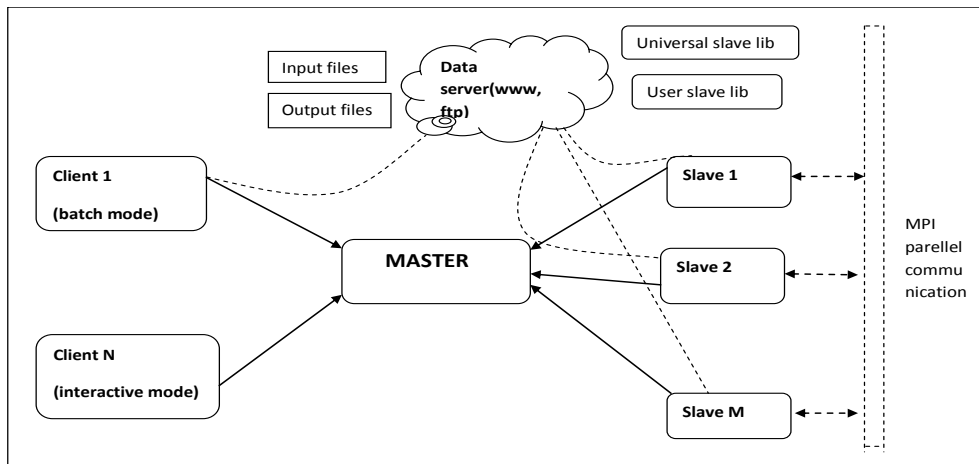 Universal slave lib
Input files
Data
server(www,
ftp)
User slave lib
Output files
Client 1
(batch mode)
Slave 1
MASTER
Slave 2
MPI
parellel
commu
nication
Client N
(interactive mode)
Slave M